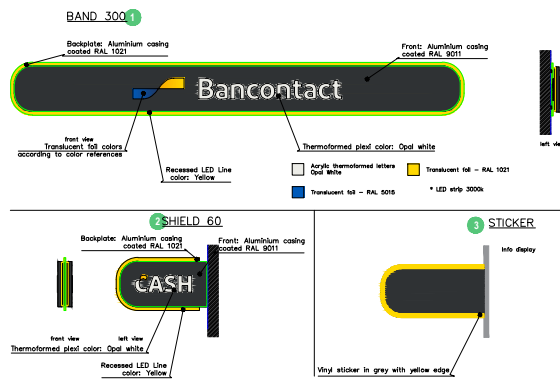 BAND 300 1
Backplate: Aluminium casing
coated RAL 1021
Front: Aluminium casing
coated RAL 9011
Bancontact
front view
Translucent foil colors
according to color references
Recessed LED Line
color: Yellow
Thermoformed plexi color: Opal white
left vie
Acrylic thermoformed letters
Opal White
Translucent foil – RAL 1021
Translucent foil – RAL 5015
* LED strip 3000k
2 SHIELD 60
Backplate: Aluminium casing
coated RAL 1021
Front: Aluminium casing
coated RAL 9011
CASH
front view
left view
Thermoformed plexi color: Opal white
Recessed LED Line
color: Yellow
3 STICKER
Info display
Vinyl sticker in grey with yellow edge